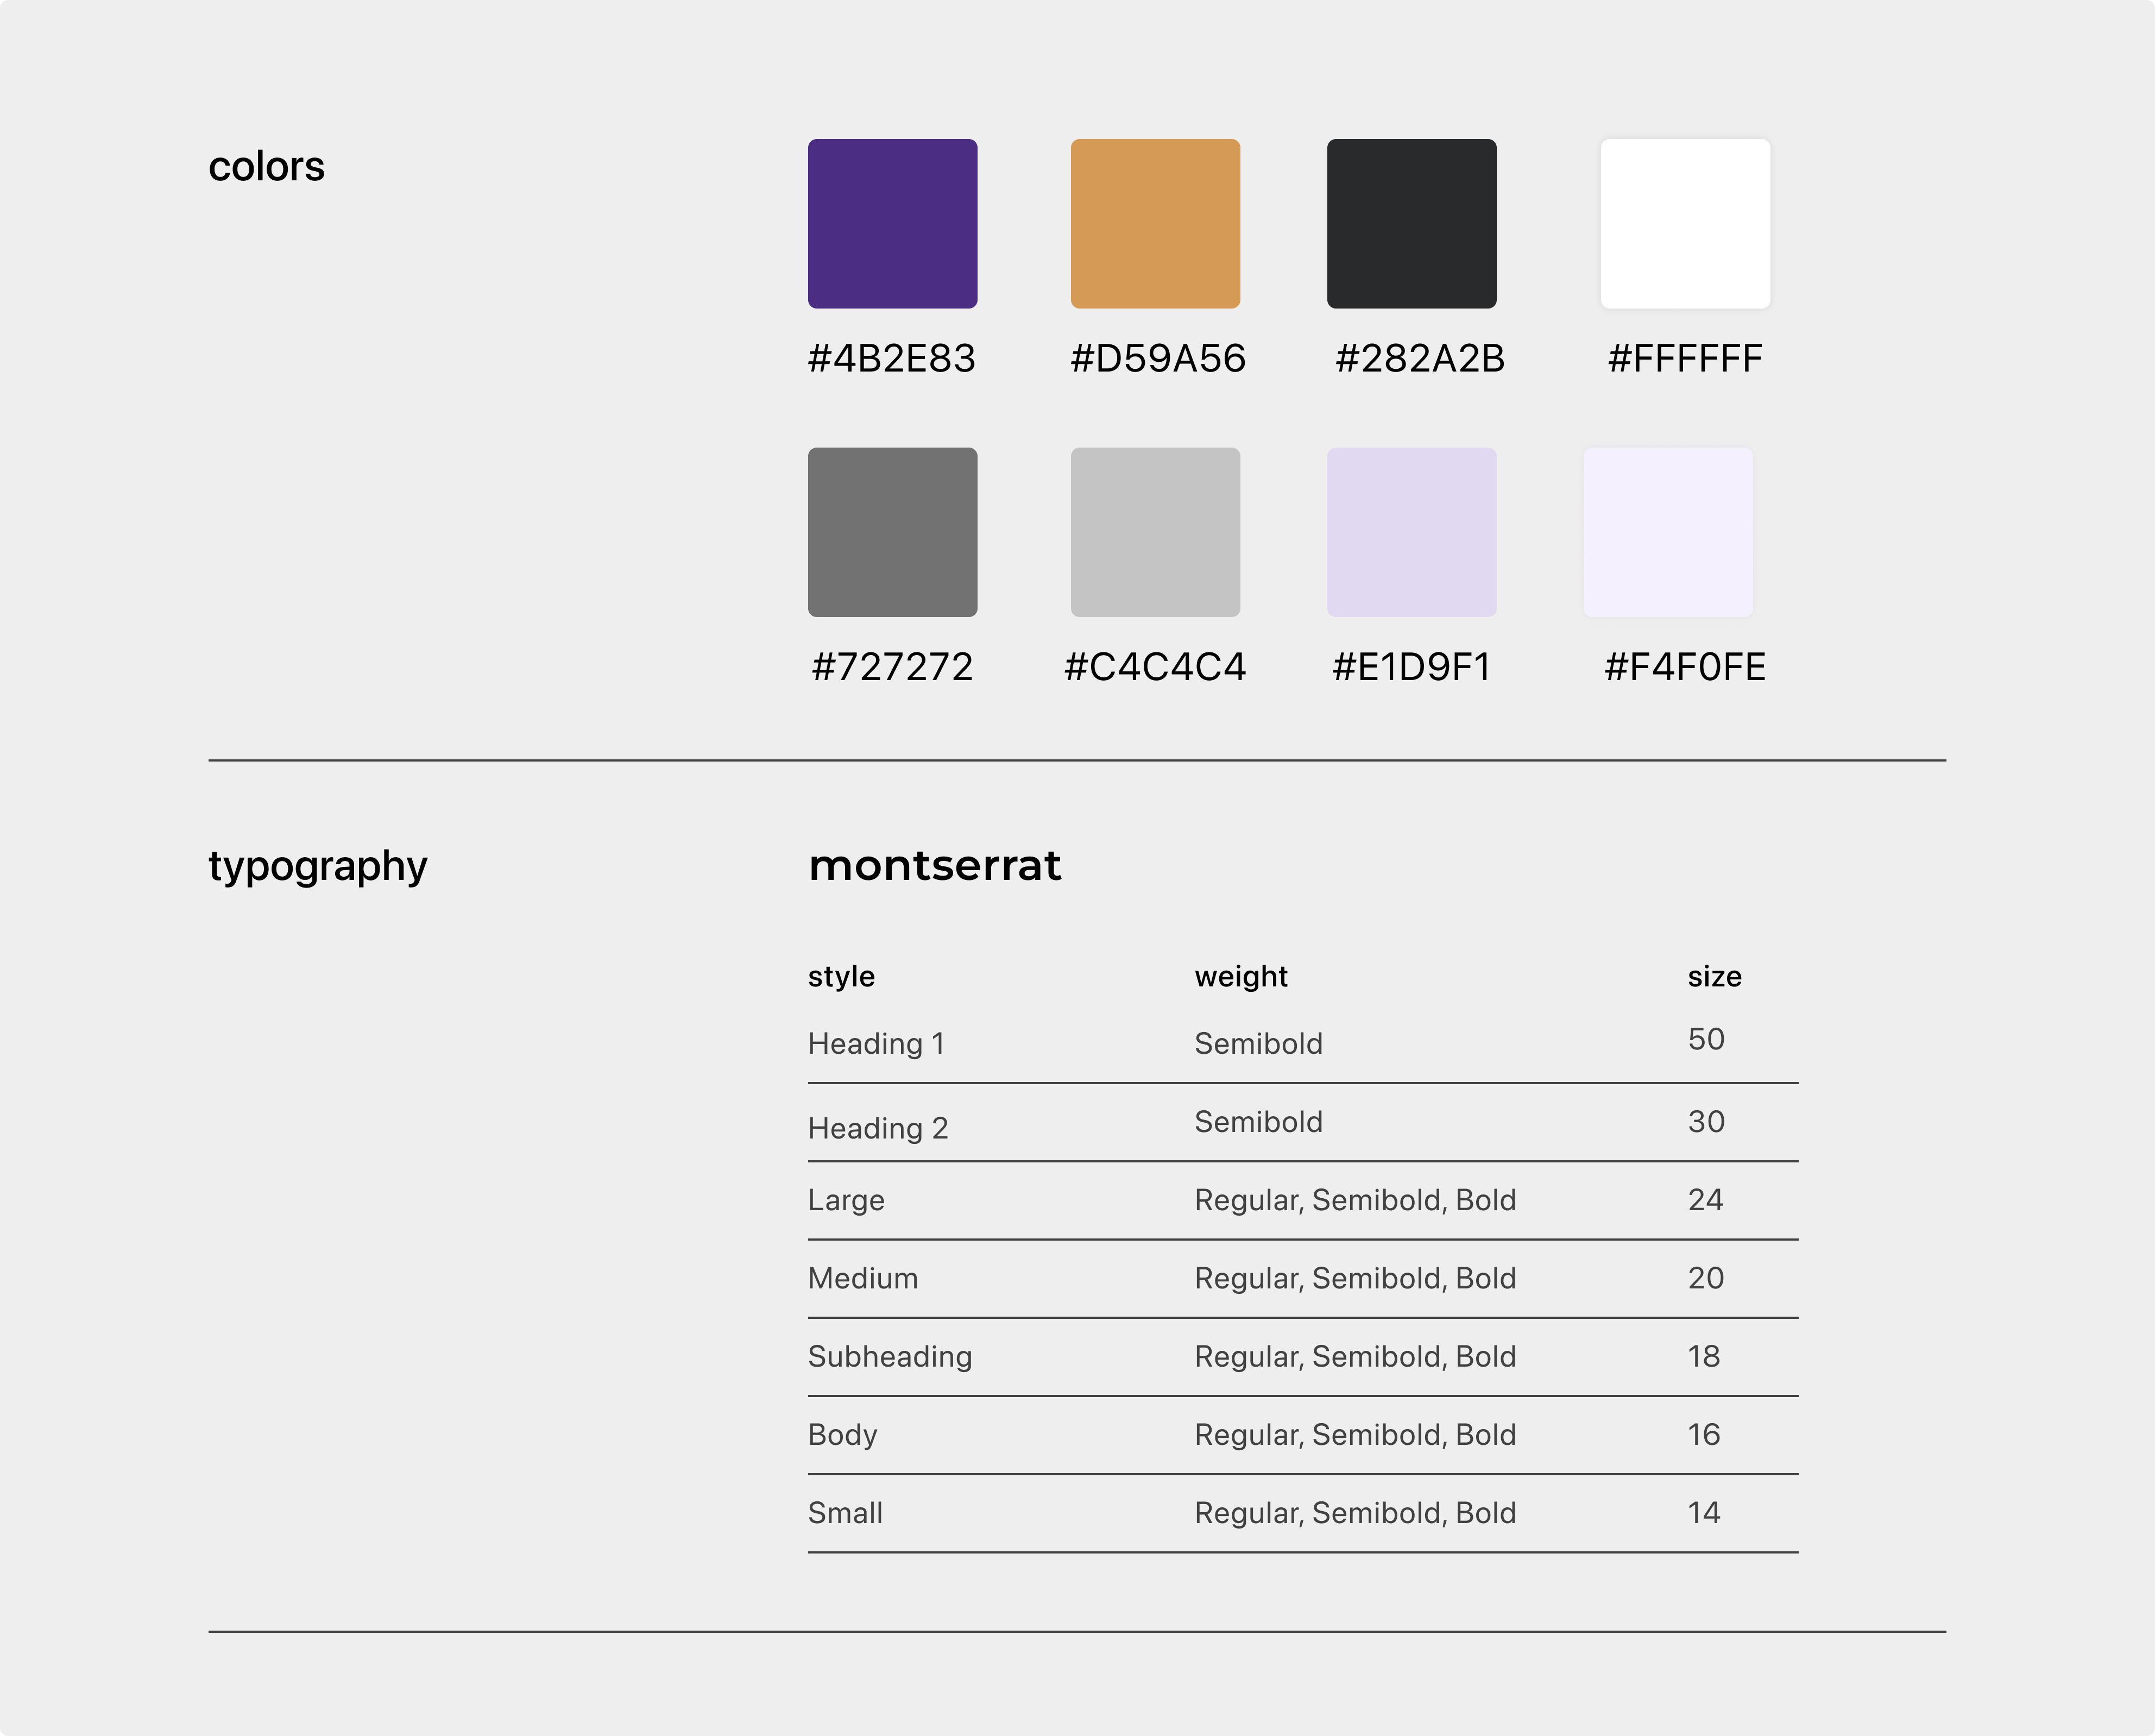 colors
#4B2E83 #D59A56 #282A2B #FFFFFF
#727272 #C4C4C4 #E1D9F1 #F4F0FE
typography
montserrat
style weight size
Heading 1 Semibold 50
Heading 2 Semibold 30
Large Regular, Semibold, Bold 24
Medium Regular, Semibold, Bold 20
Subheading Regular, Semibold, Bold 18
Body Regular, Semibold, Bold 16
Small Regular, Semibold, Bold 14